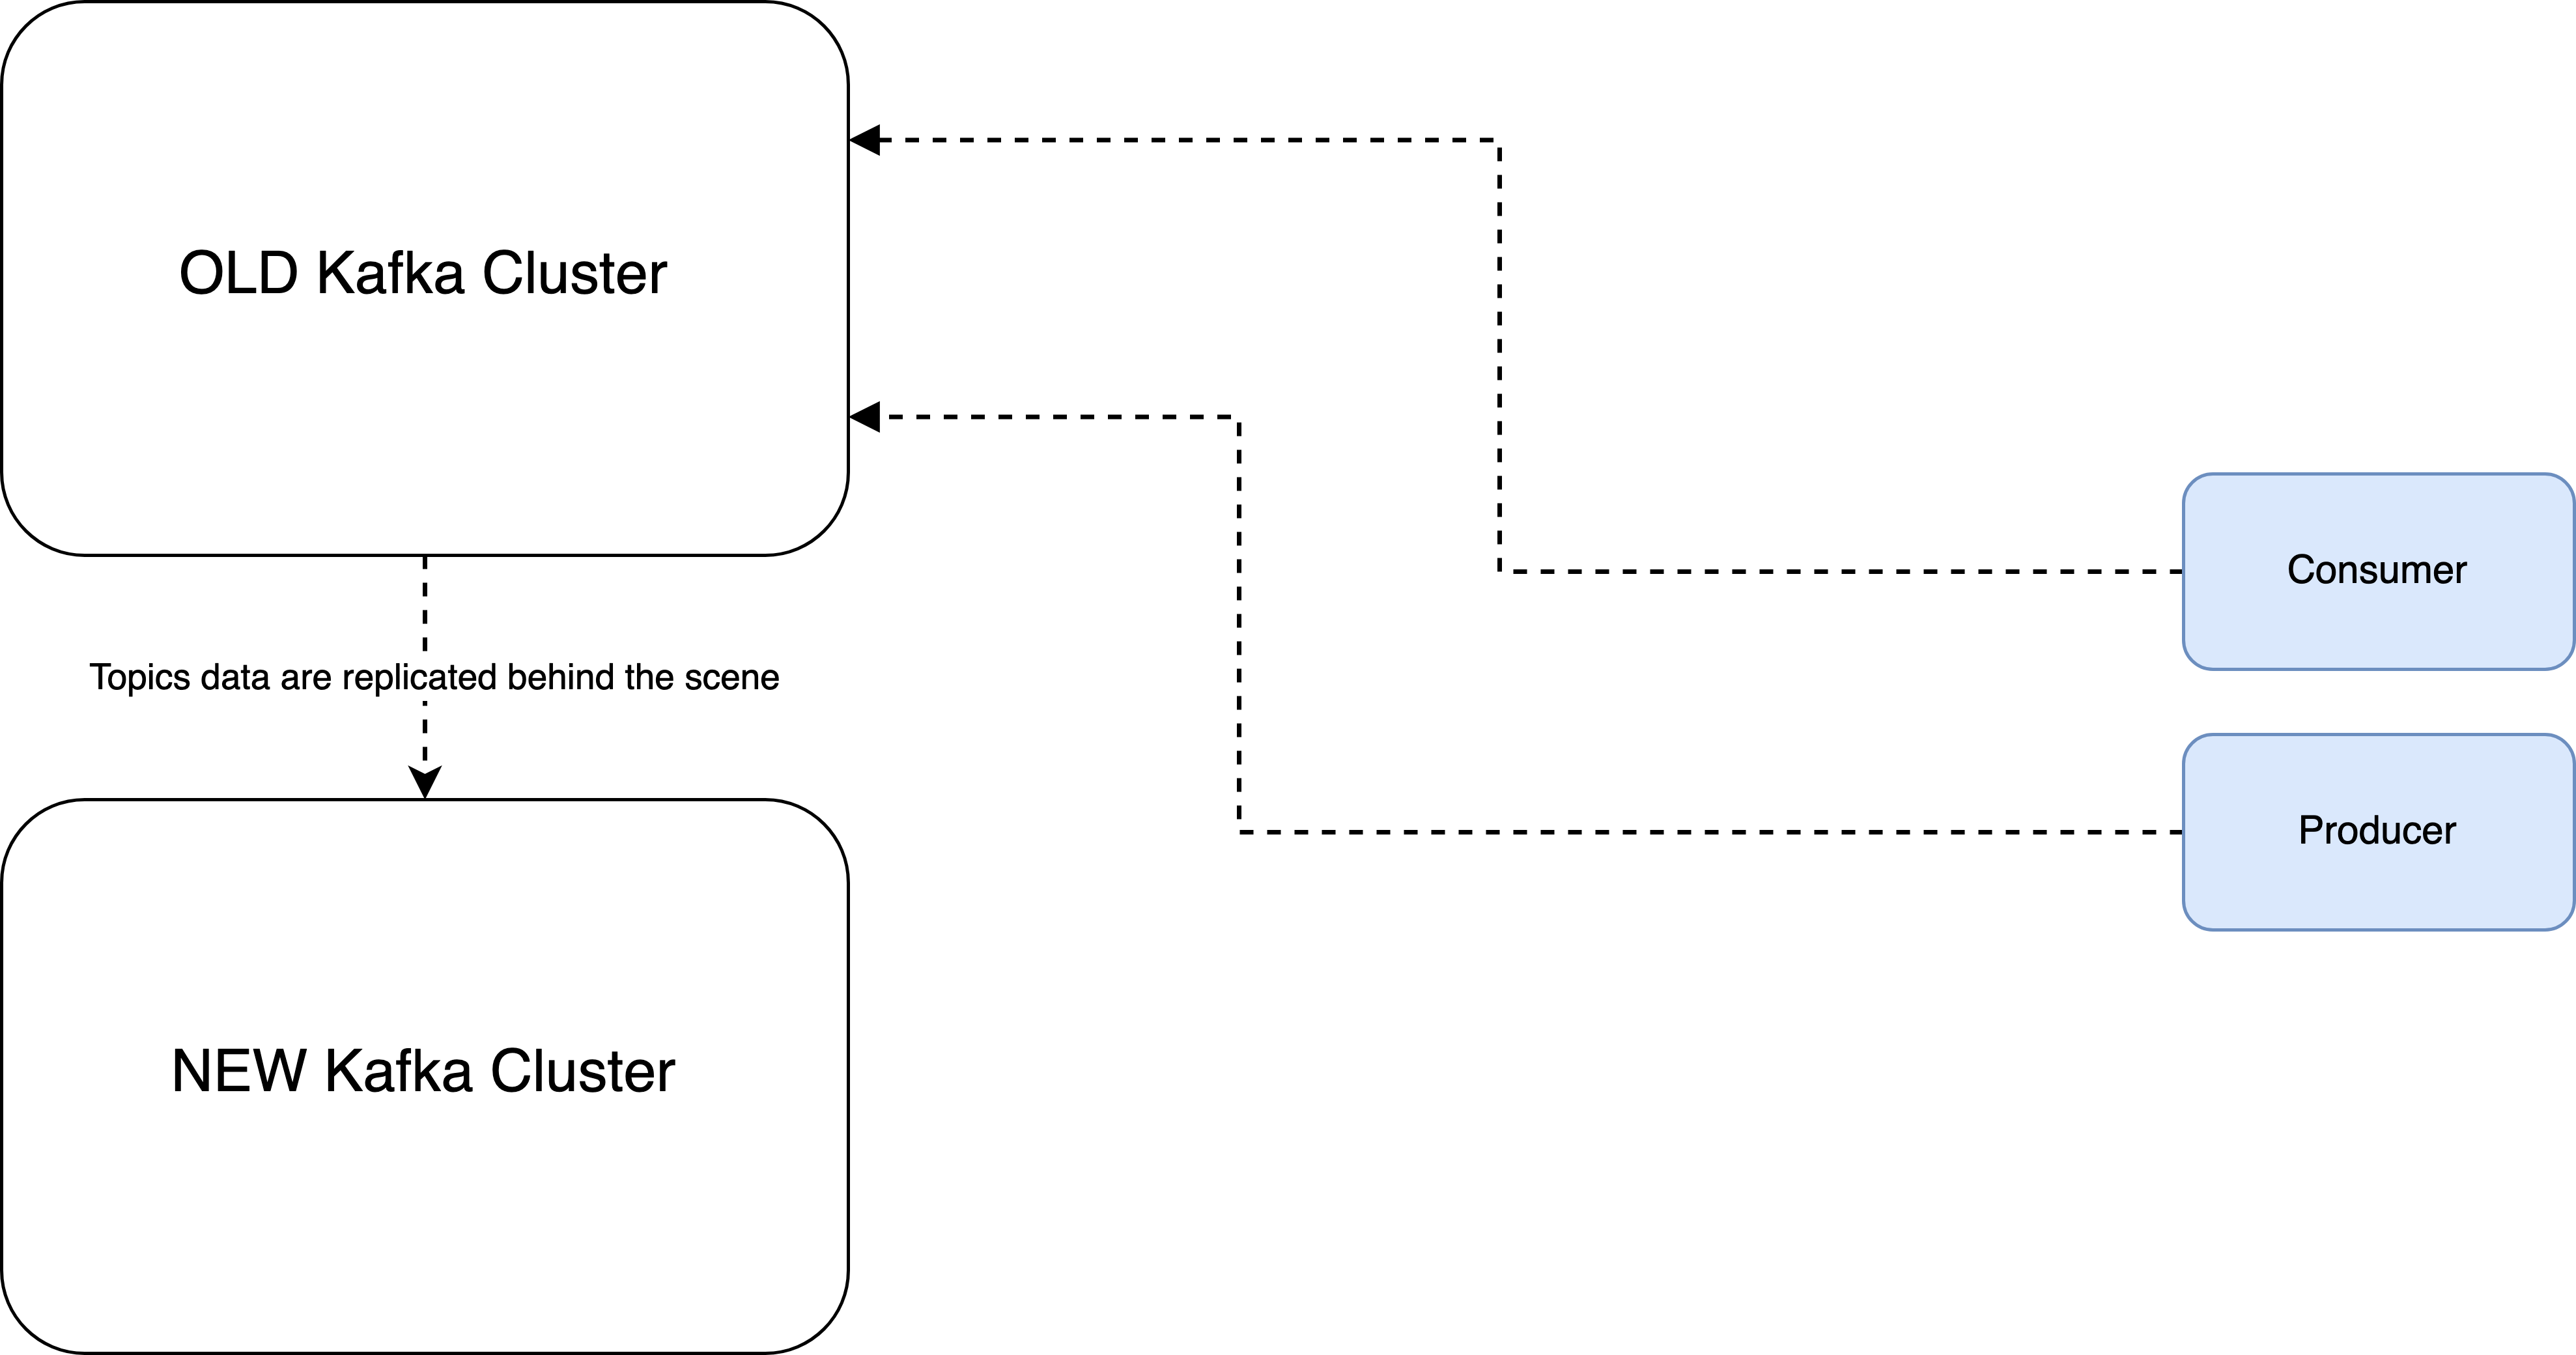 OLD Kafka Cluster
Consumer
Topics data are replicated behind the scene
Producer
NEW Kafka Cluster